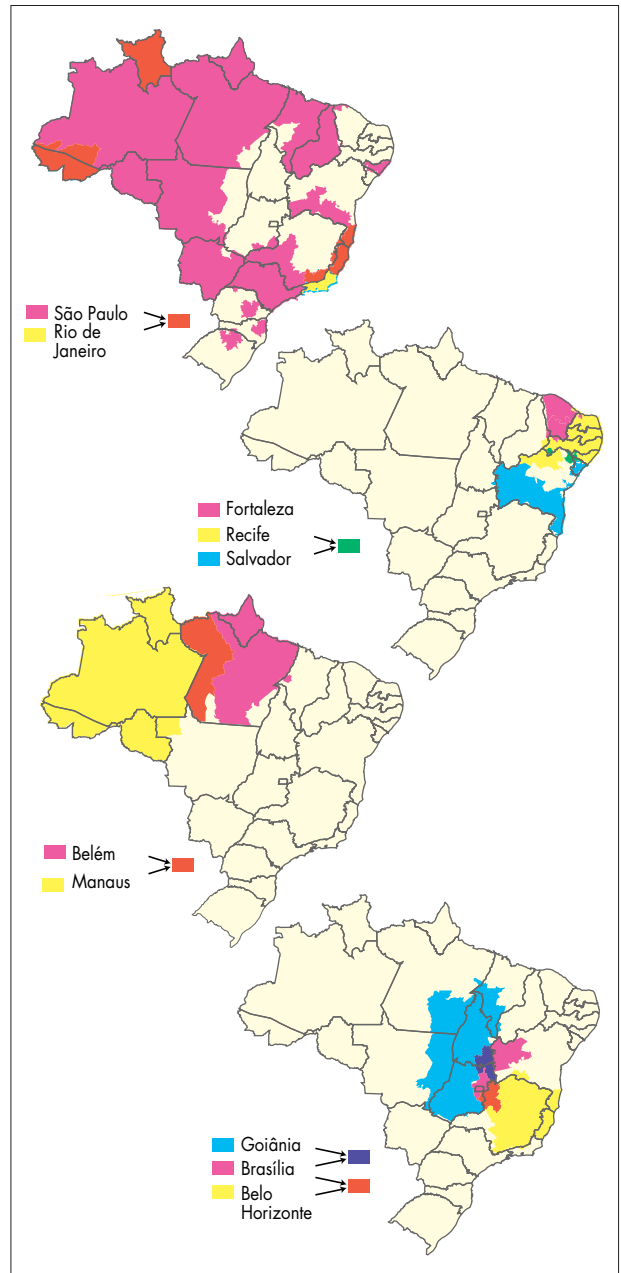 São Paulo
Rio de
Janeiro
Fortaleza
Recife
Salvador
Belém
Manaus
Goiânia
Brasília
Belo
Horizonte